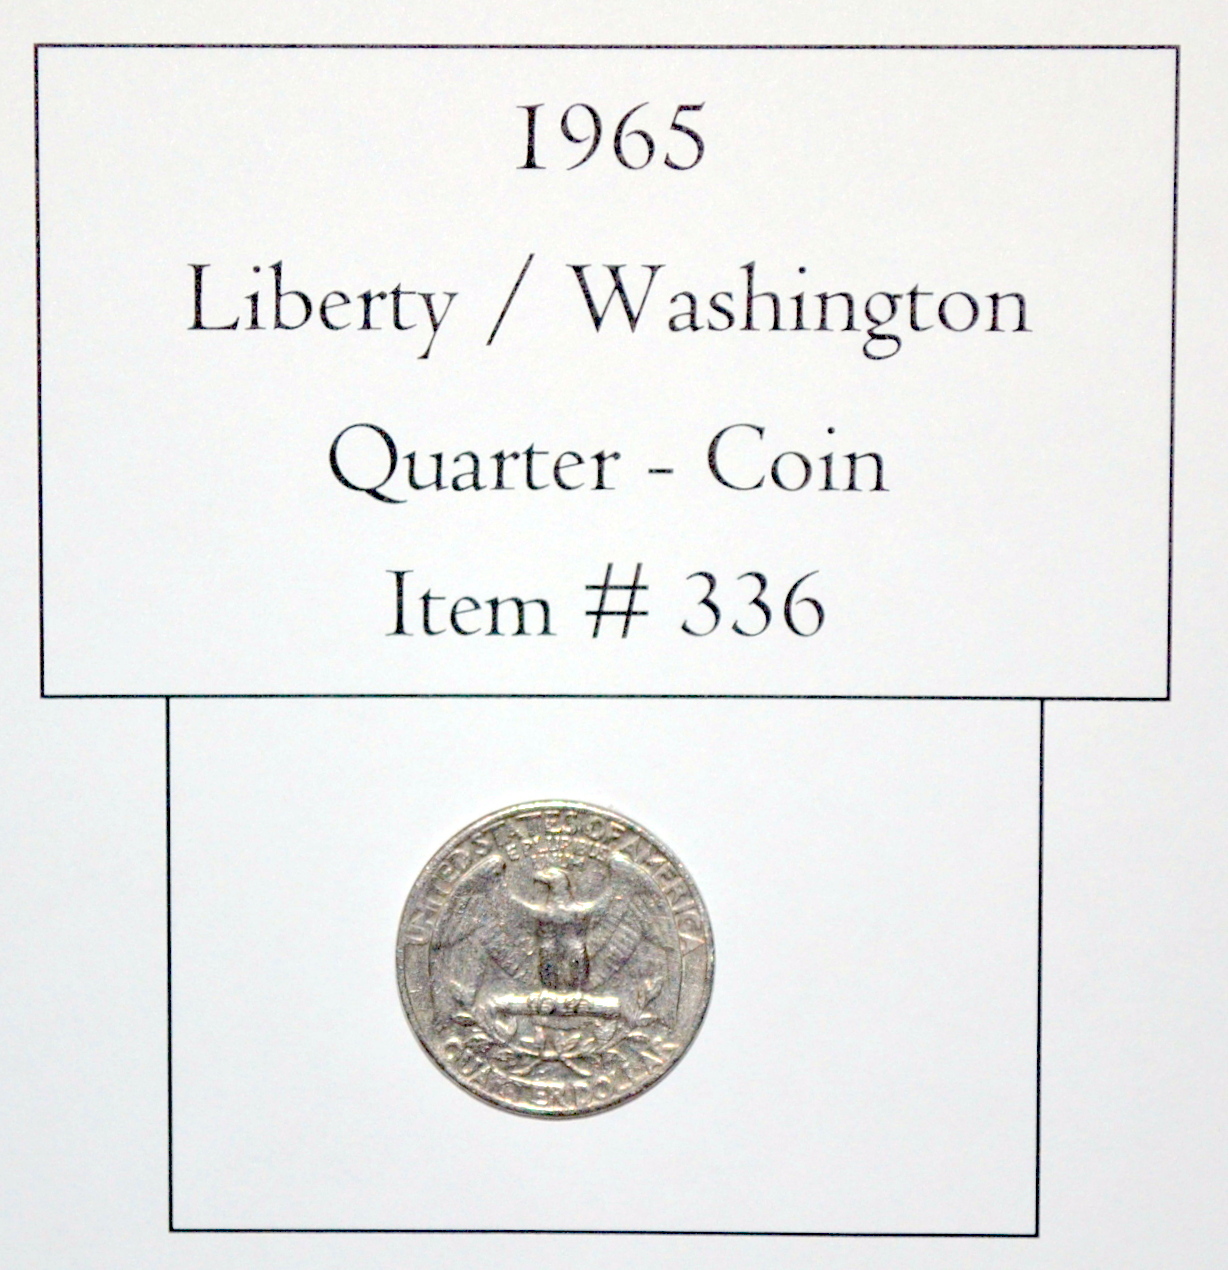 1965
Liberty / Washington
Quarter - Coin
Item # 336
UNITED STATES OF AMERICA
QUARTER DOLLAR